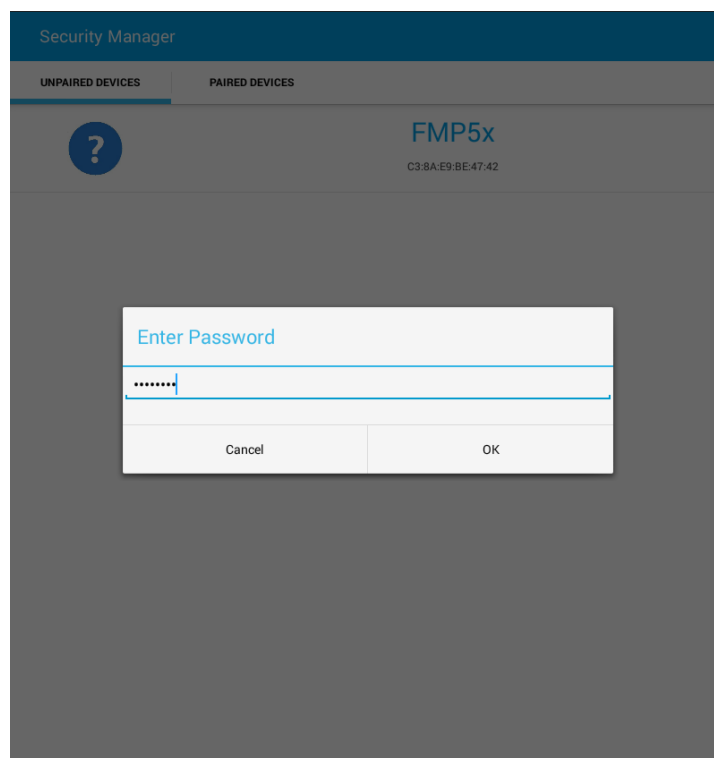 Security Manager
UNPAIRED DEVICES PAIRED DEVICES
?
FMP5x
C3:8A:E9:BE:47:42
Enter Password
••••••••
Cancel OK